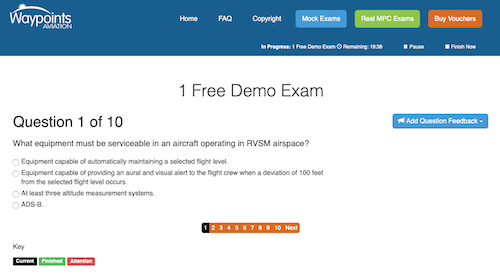 Waypoints
AVIATION
Home FAQ Copyright Mock Exams Real MPC Exams Buy Vouchers
In Progress: 1 Free Demo Exam Remaining: 19:38 Pause Finish Now
1 Free Demo Exam
Question 1 of 10
Add Question Feedback
What equipment must be serviceable in an aircraft operating in RVSM airspace?
Equipment capable of automatically maintaining a selected flight level.
Equipment capable of providing an aural and visual alert to the flight crew when a deviation of 100 feet
from the selected flight level occurs.
At least three altitude measurement systems.
ADS-B.
1 2 3 4 5 6 7 8 9 10 Next
Key
Current Finished Attention